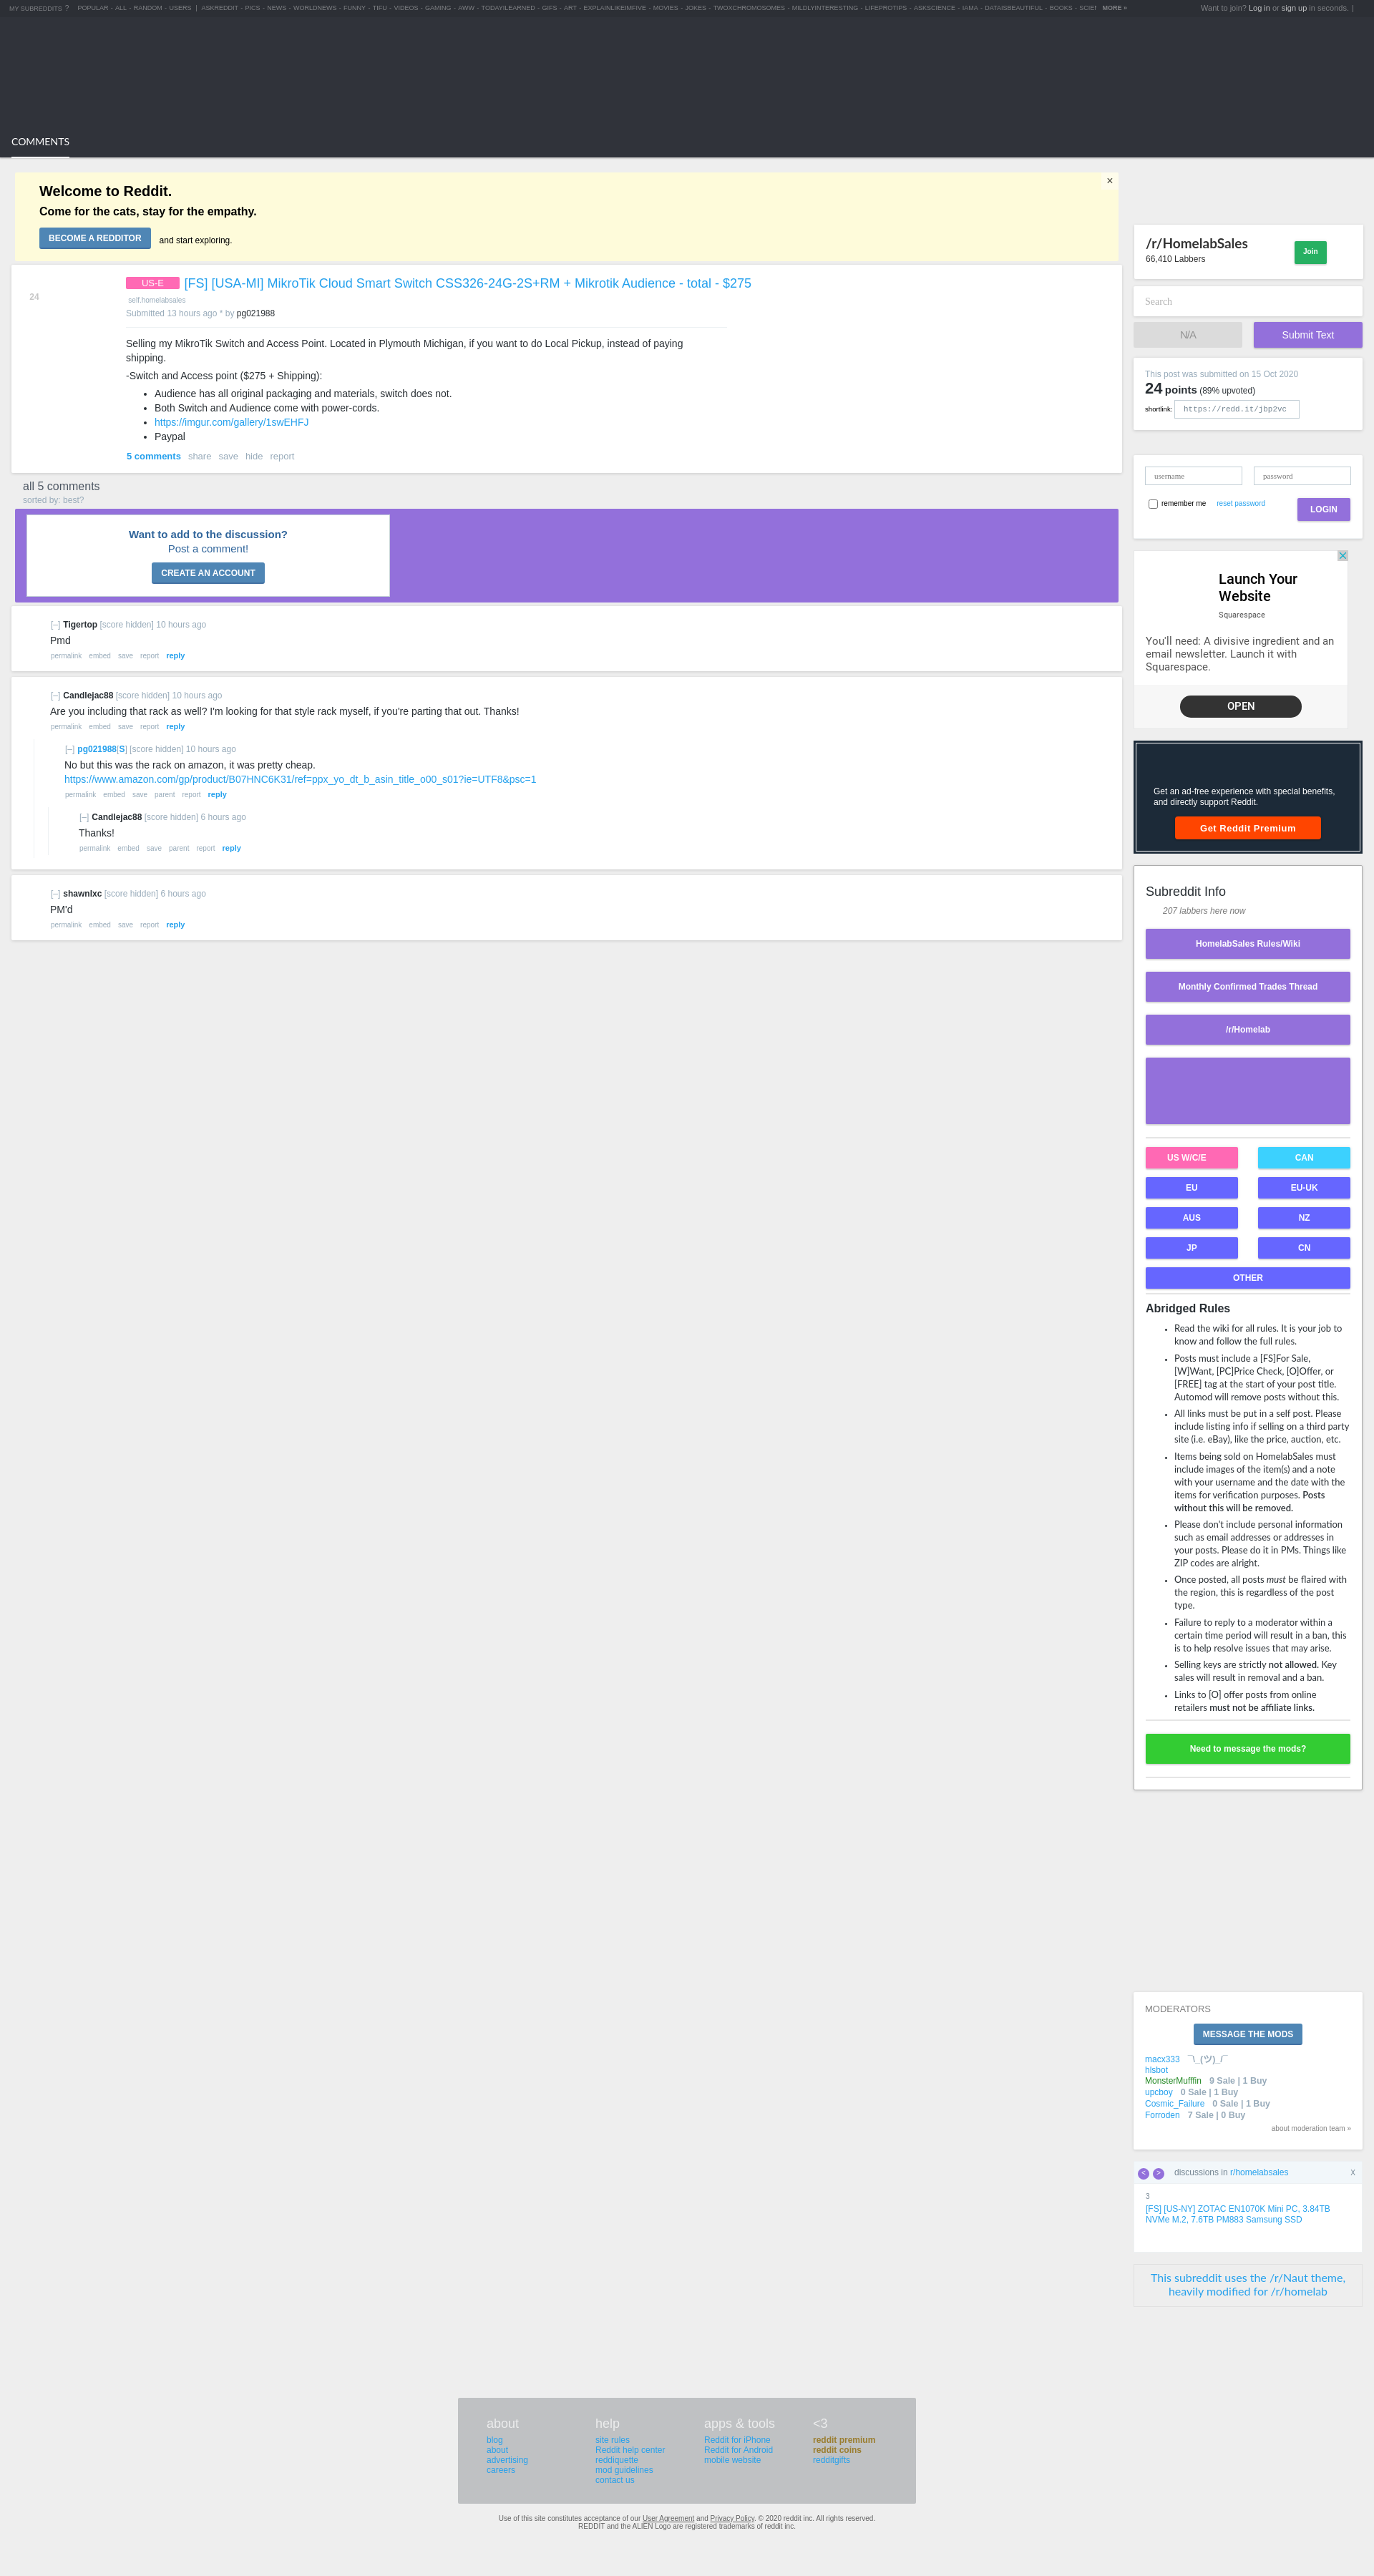 MY SUBREDDITS ? POPULAR - ALL - RANDOM - USERS | ASKREDDIT - PICS - NEWS - WORLDNEWS - FUNNY - TIFU - VIDEOS - GAMING - AWW - TODAYILEARNED - GIFS - ART - EXPLAINLIKEIMFIVE - MOVIES - JOKES - TWOXCHROMOSOMES - MILDLYINTERESTING - LIFEPROTIPS - ASKSCIENCE - IAMA - DATAISBEAUTIFUL - BOOKS - SCIEN MORE »
Want to join? Log in or sign up in seconds. |
COMMENTS
Welcome to Reddit.
×
Come for the cats, stay for the empathy.
BECOME A REDDITOR and start exploring.
24
US-E [FS] [USA-MI] MikroTik Cloud Smart Switch CSS326-24G-2S+RM + Mikrotik Audience - total - $275
self.homelabsales
Submitted 13 hours ago * by pg021988
Selling my MikroTik Switch and Access Point. Located in Plymouth Michigan, if you want to do Local Pickup, instead of paying
shipping.
-Switch and Access point ($275 + Shipping):
• Audience has all original packaging and materials, switch does not.
• Both Switch and Audience come with power-cords.
• https://imgur.com/gallery/1swEHFJ
• Paypal
5 comments share save hide report
all 5 comments
sorted by: best?
Want to add to the discussion?
Post a comment!
CREATE AN ACCOUNT
[–] Tigertop [score hidden] 10 hours ago
Pmd
permalink embed save report reply
[–] Candlejac88 [score hidden] 10 hours ago
Are you including that rack as well? I'm looking for that style rack myself, if you're parting that out. Thanks!
permalink embed save report reply
[–] pg021988[S] [score hidden] 10 hours ago
No but this was the rack on amazon, it was pretty cheap.
https://www.amazon.com/gp/product/B07HNC6K31/ref=ppx_yo_dt_b_asin_title_o00_s01?ie=UTF8&psc=1
permalink embed save parent report reply
[–] Candlejac88 [score hidden] 6 hours ago
Thanks!
permalink embed save parent report reply
[–] shawnlxc [score hidden] 6 hours ago
PM'd
permalink embed save report reply
/r/HomelabSales
66,410 Labbers
Join
Search
N/A
Submit Text
This post was submitted on 15 Oct 2020
24 points (89% upvoted)
shortlink: https://redd.it/jbp2vc
username
password
remember me reset password
LOGIN
Launch Your
Website
Squarespace
You'll need: A divisive ingredient and an
email newsletter. Launch it with
Squarespace.
OPEN
Get an ad-free experience with special benefits,
and directly support Reddit.
Get Reddit Premium
Subreddit Info
207 labbers here now
HomelabSales Rules/Wiki
Monthly Confirmed Trades Thread
/r/Homelab
US W/C/E
CAN
EU
EU-UK
AUS
NZ
JP
CN
OTHER
Abridged Rules
• Read the wiki for all rules. It is your job to
know and follow the full rules.
• Posts must include a [FS]For Sale,
[W]Want, [PC]Price Check, [O]Offer, or
[FREE] tag at the start of your post title.
Automod will remove posts without this.
• All links must be put in a self post. Please
include listing info if selling on a third party
site (i.e. eBay), like the price, auction, etc.
• Items being sold on HomelabSales must
include images of the item(s) and a note
with your username and the date with the
items for verification purposes. Posts
without this will be removed.
• Please don't include personal information
such as email addresses or addresses in
your posts. Please do it in PMs. Things like
ZIP codes are alright.
• Once posted, all posts must be flaired with
the region, this is regardless of the post
type.
• Failure to reply to a moderator within a
certain time period will result in a ban, this
is to help resolve issues that may arise.
• Selling keys are strictly not allowed. Key
sales will result in removal and a ban.
• Links to [O] offer posts from online
retailers must not be affiliate links.
Need to message the mods?
MODERATORS
MESSAGE THE MODS
macx333 ¯\_(ツ)_/¯
hlsbot
MonsterMufffin 9 Sale | 1 Buy
upcboy 0 Sale | 1 Buy
Cosmic_Failure 0 Sale | 1 Buy
Forroden 7 Sale | 0 Buy
about moderation team »
< > discussions in r/homelabsales X
3
[FS] [US-NY] ZOTAC EN1070K Mini PC, 3.84TB
NVMe M.2, 7.6TB PM883 Samsung SSD
This subreddit uses the /r/Naut theme,
heavily modified for /r/homelab
about
blog
about
advertising
careers
help
site rules
Reddit help center
reddiquette
mod guidelines
contact us
apps & tools
Reddit for iPhone
Reddit for Android
mobile website
<3
reddit premium
reddit coins
redditgifts
Use of this site constitutes acceptance of our User Agreement and Privacy Policy. © 2020 reddit inc. All rights reserved.
REDDIT and the ALIEN Logo are registered trademarks of reddit inc.